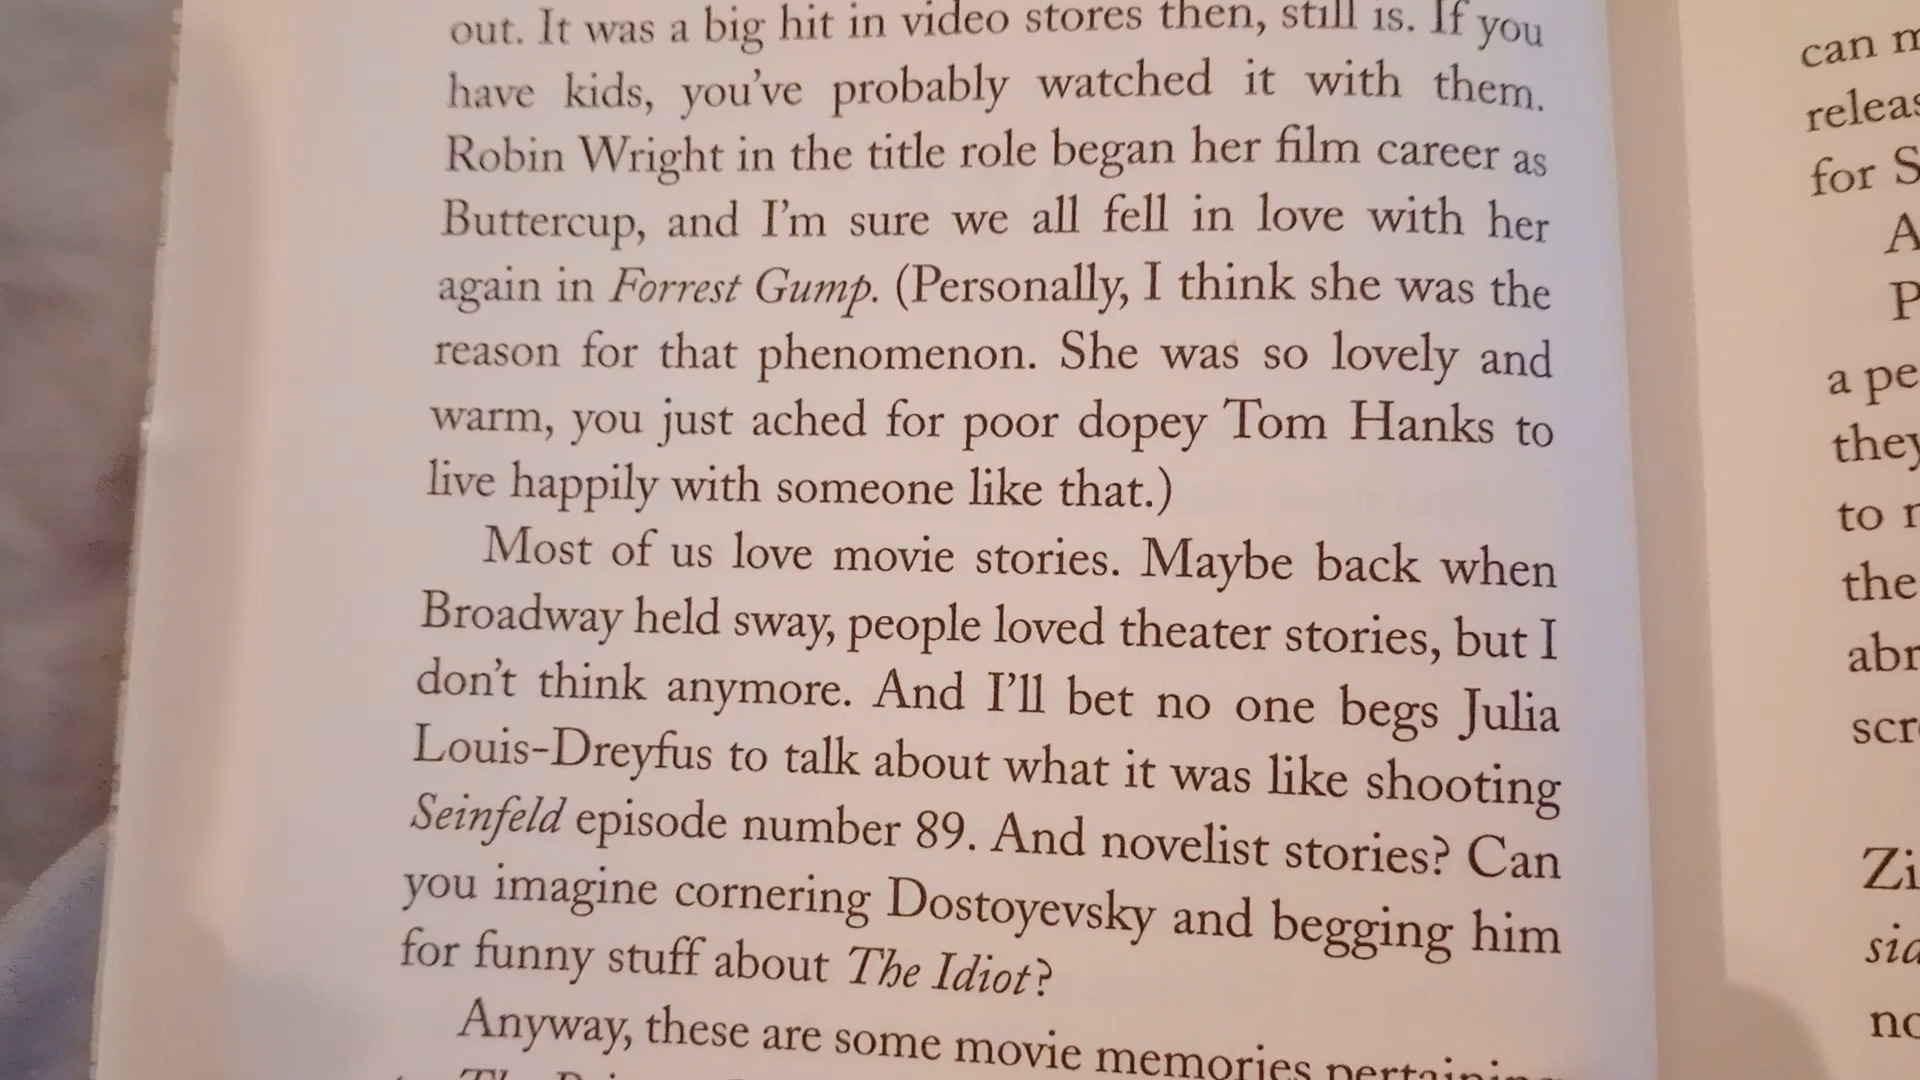 out. It was a big hit in video stores then, still is. If you
have kids, you've probably watched it with them.
Robin Wright in the title role began her film career as
Buttercup, and I'm sure we all fell in love with her
again in Forrest Gump. (Personally, I think she was the
reason for that phenomenon. She was so lovely and
warm, you just ached for poor dopey Tom Hanks to
live happily with someone like that.)
Most of us love movie stories. Maybe back when
Broadway held sway, people loved theater stories, but I
don't think anymore. And I'll bet no one begs Julia
Louis-Dreyfus to talk about what it was like shooting
Seinfeld episode number 89. And novelist stories? Can
you imagine cornering Dostoyevsky and begging him
for funny stuff about The Idiot?
Anyway, these are some movie memories pertaining
can
for
a pe
they
to
the